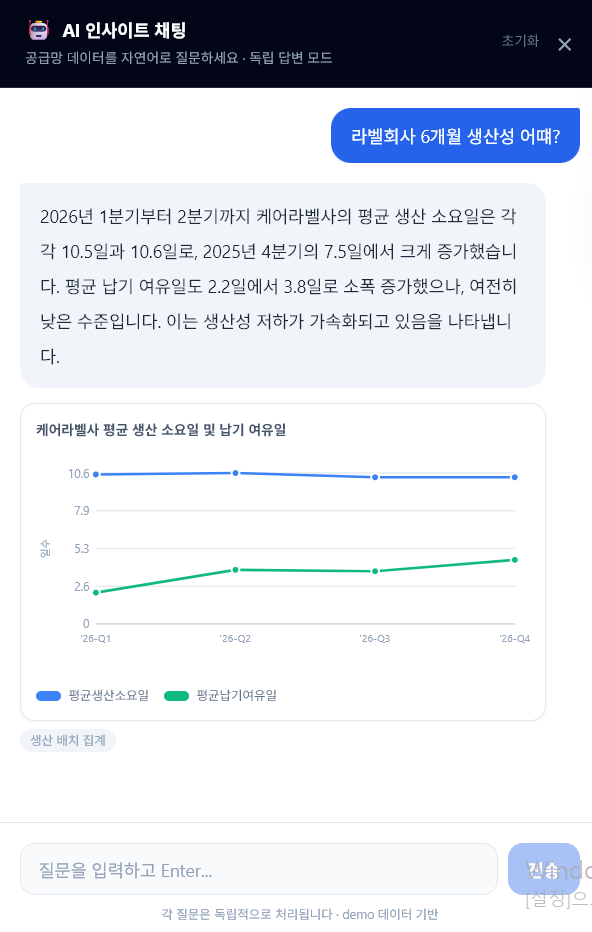 AI 인사이트 채팅
공급망 데이터를 자연어로 질문하세요 · 독립 답변 모드
초기화
라벨회사 6개월 생산성 어떄?
2026년 1분기부터 2분기까지 케어라벨사의 평균 생산 소요일은 각
각 10.5일과 10.6일로, 2025년 4분기의 7.5일에서 크게 증가했습니
다. 평균 납기 여유일도 2.2일에서 3.8일로 소폭 증가했으나, 여전히
낮은 수준입니다. 이는 생산성 저하가 가속화되고 있음을 나타냅니
다.
케어라벨사 평균 생산 소요일 및 납기 여유일
10.6
7.9
5.3
2.6
0
일수
'26-Q1 '26-Q2 '26-Q3 '26-Q4
평균생산소요일 평균납기여유일
생산 배치 집계
질문을 입력하고 Enter...
전송
[설정]으
각 질문은 독립적으로 처리됩니다 · demo 데이터 기반